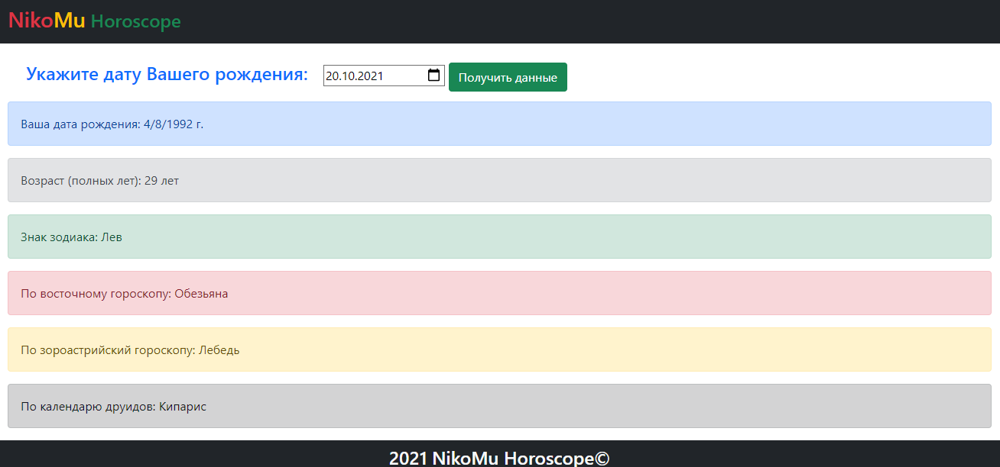 NikoMu Horoscope
Укажите дату Вашего рождения: 20.10.2021 Получить данные
Ваша дата рождения: 4/8/1992 г.
Возраст (полных лет): 29 лет
Знак зодиака: Лев
По восточному гороскопу: Обезьяна
По зороастрийский гороскопу: Лебедь
По календарю друидов: Кипарис
2021 NikoMu Horoscope©